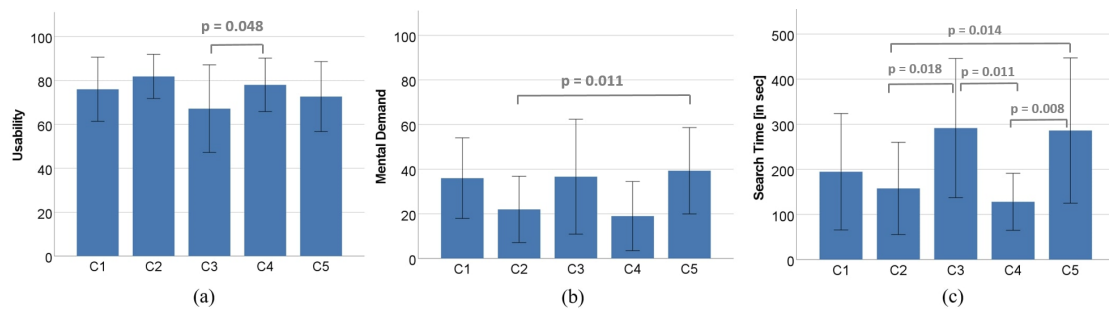 p = 0.048
100
80
60
40
20
0
Usability
C1 C2 C3 C4 C5
(a)
p = 0.011
100
80
60
40
20
0
Mental Demand
C1 C2 C3 C4 C5
(b)
p = 0.014
p = 0.018
p = 0.011
p = 0.008
500
400
300
200
100
0
Search Time [in sec]
C1 C2 C3 C4 C5
(c)